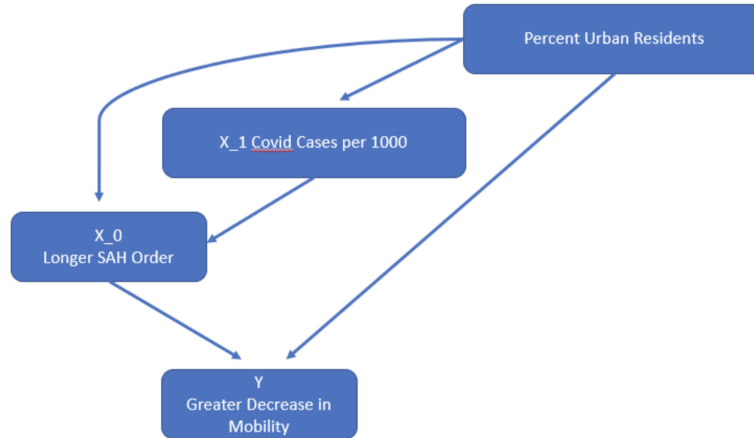 Percent Urban Residents
X_1 Covid Cases per 1000
X_0
Longer SAH Order
Y
Greater Decrease in
Mobility